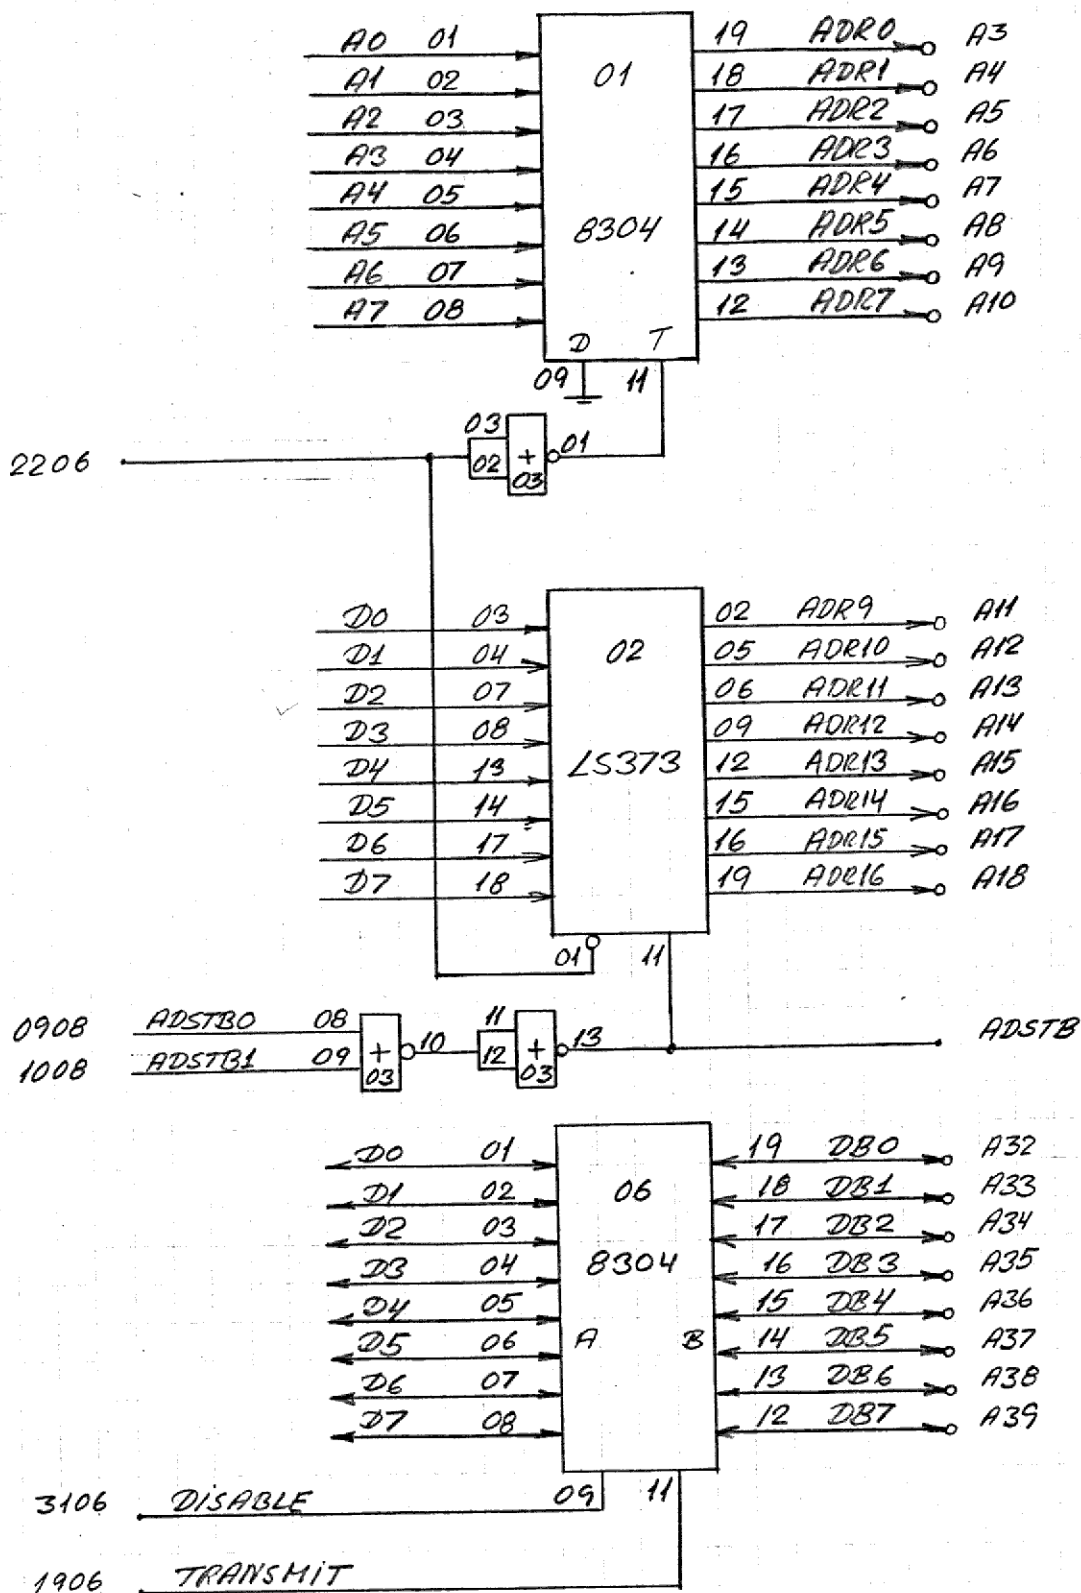 A0 01 19 ADR0 A3
A1 02 01 18 ADR1 A4
A2 03 17 ADR2 A5
A3 04 16 ADR3 A6
A4 05 15 ADR4 A7
A5 06 8304 14 ADR5 A8
A6 07 13 ADR6 A9
A7 08 12 ADR7 A10
D T
09 11
03
2206 02 + 01
03
D0 03 02 ADR9 A11
D1 04 02 05 ADR10 A12
D2 07 06 ADR11 A13
D3 08 09 ADR12 A14
D4 13 LS373 12 ADR13 A15
D5 14 15 ADR14 A16
D6 17 16 ADR15 A17
D7 18 19 ADR16 A18
01 11
0908 ADSTB0 08 11 ADSTB
1008 ADSTB1 09 + 10 12 + 13
03 03
D0 01 19 DB0 A32
D1 02 06 18 DB1 A33
D2 03 17 DB2 A34
D3 04 8304 16 DB3 A35
D4 05 15 DB4 A36
D5 06 A B 14 DB5 A37
D6 07 13 DB6 A38
D7 08 12 DB7 A39
3106 DISABLE 09 11
1906 TRANSMIT